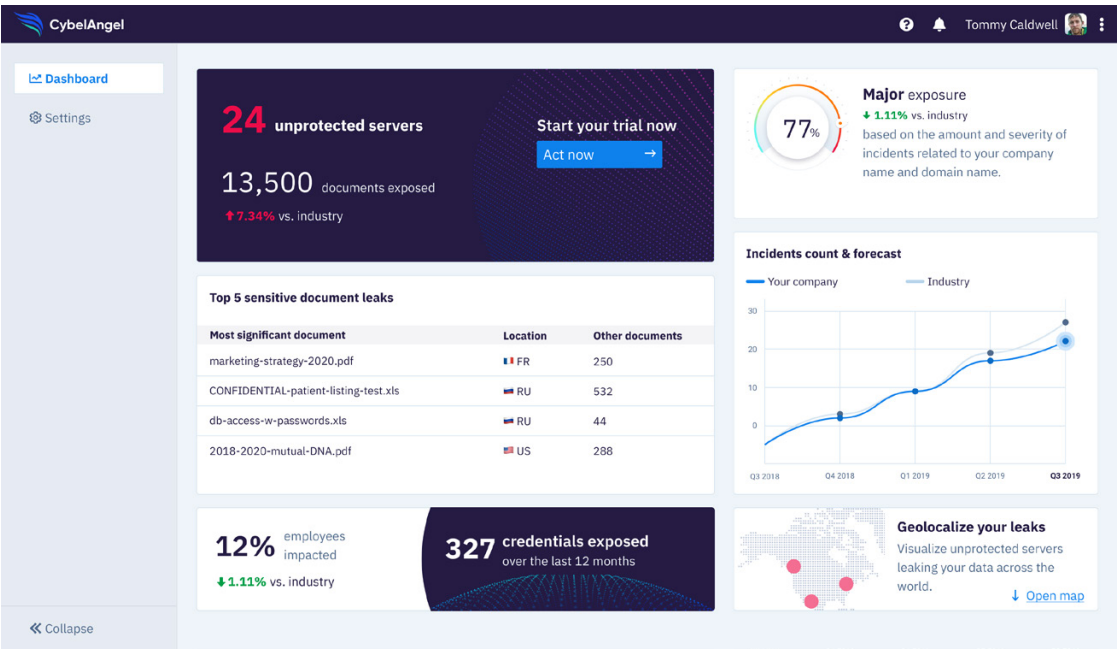 CybelAngel
Tommy Caldwell
Dashboard
Settings
24 unprotected servers
13,500 documents exposed
7.34% vs. industry
Start your trial now
Act now
77%
Major exposure
1.11% vs. industry
based on the amount and severity of
incidents related to your company
name and domain name.
Top 5 sensitive document leaks
Most significant document Location Other documents
marketing-strategy-2020.pdf FR 250
CONFIDENTIAL-patient-listing-test.xls RU 532
db-access-w-passwords.xls RU 44
2018-2020-mutual-DNA.pdf US 288
Incidents count & forecast
Your company Industry
30
20
10
0
Q3 2018 Q4 2018 Q1 2019 Q2 2019 Q3 2019
12% employees
impacted
1.11% vs. industry
327 credentials exposed
over the last 12 months
Geolocalize your leaks
Visualize unprotected servers
leaking your data across the
world.
Open map
Collapse